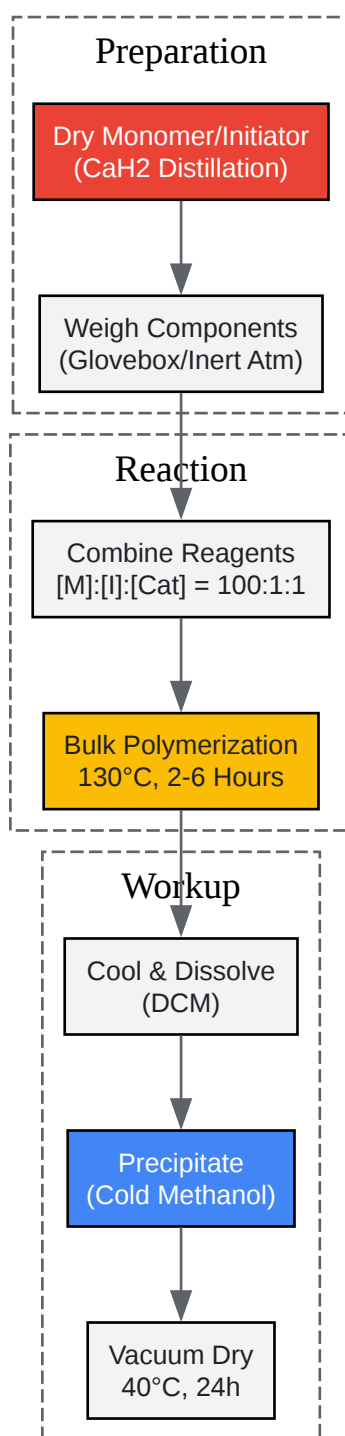 Preparation
Dry Monomer/Initiator
(CaH2 Distillation)
Weigh Components
(Glovebox/Inert Atm)
Reaction
Combine Reagents
[M]:[I]:[Cat] = 100:1:1
Bulk Polymerization
130°C, 2-6 Hours
Workup
Cool & Dissolve
(DCM)
Precipitate
(Cold Methanol)
Vacuum Dry
40°C, 24h